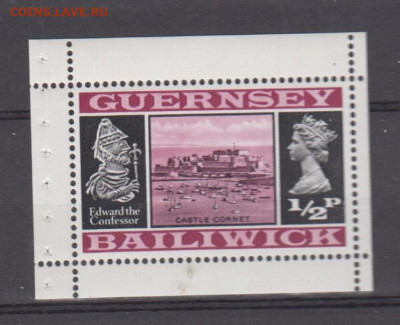 COINS.LAVE.RU
GUERNSEY
Edward the
Confessor
CASTLE CORNET
1/2P
BAILIWICK